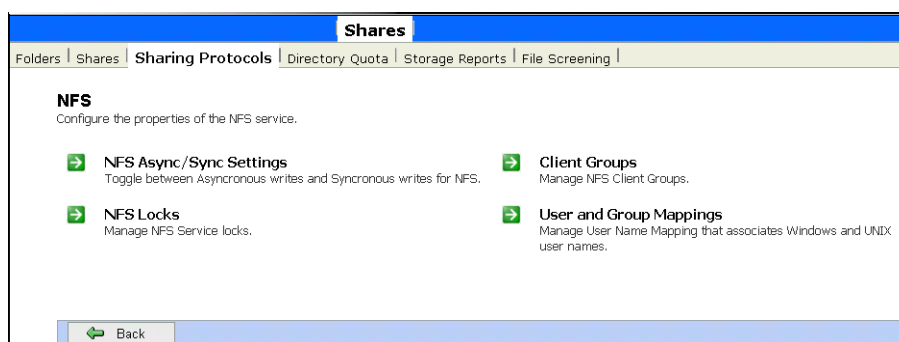 Shares
Folders | Shares | Sharing Protocols | Directory Quota | Storage Reports | File Screening |
NFS
Configure the properties of the NFS service.
NFS Async/Sync Settings
Toggle between Asyncronous writes and Syncronous writes for NFS.
Client Groups
Manage NFS Client Groups.
NFS Locks
Manage NFS Service locks.
User and Group Mappings
Manage User Name Mapping that associates Windows and UNIX
user names.
Back